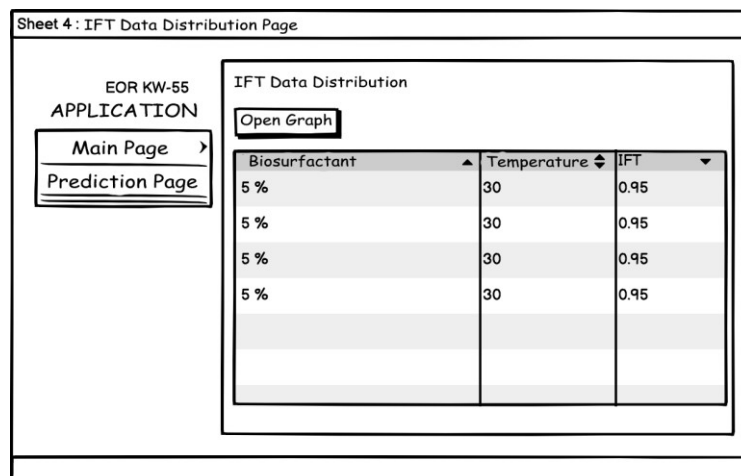 Sheet 4 : IFT Data Distribution Page
EOR KW-55
APPLICATION
Main Page
Prediction Page
IFT Data Distribution
Open Graph
Biosurfactant Temperature IFT
5 % 30 0.95
5 % 30 0.95
5 % 30 0.95
5 % 30 0.95